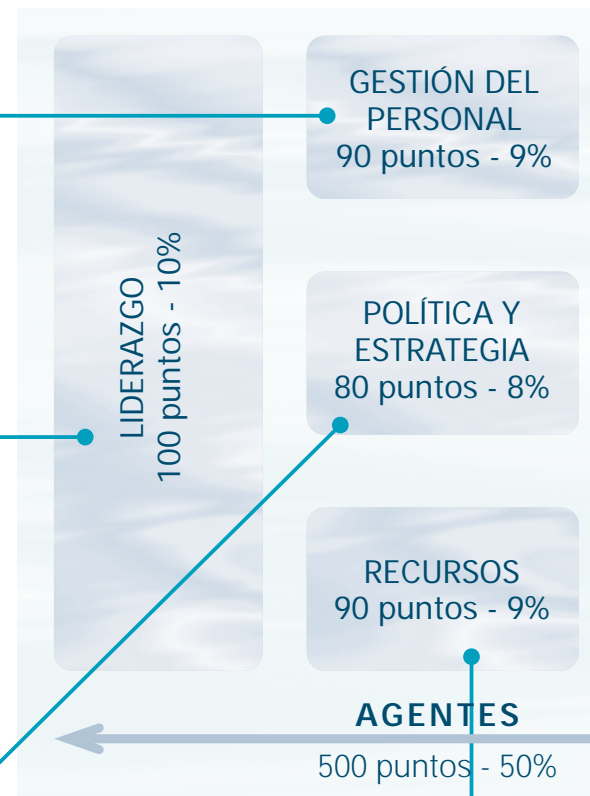 LIDERAZGO
100 puntos - 10%
GESTIÓN DEL
PERSONAL
90 puntos - 9%
POLÍTICA Y
ESTRATEGIA
80 puntos - 8%
RECURSOS
90 puntos - 9%
AGENTES
500 puntos - 50%